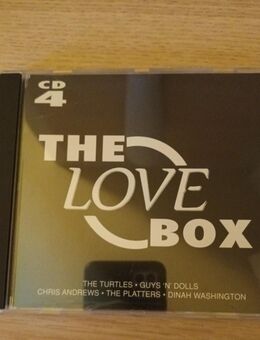 CD
4
THE
LOVE
BOX
THE TURTLES • GUYS 'N' DOLLS
CHRIS ANDREWS • THE PLATTERS • DINAH WASHINGTON